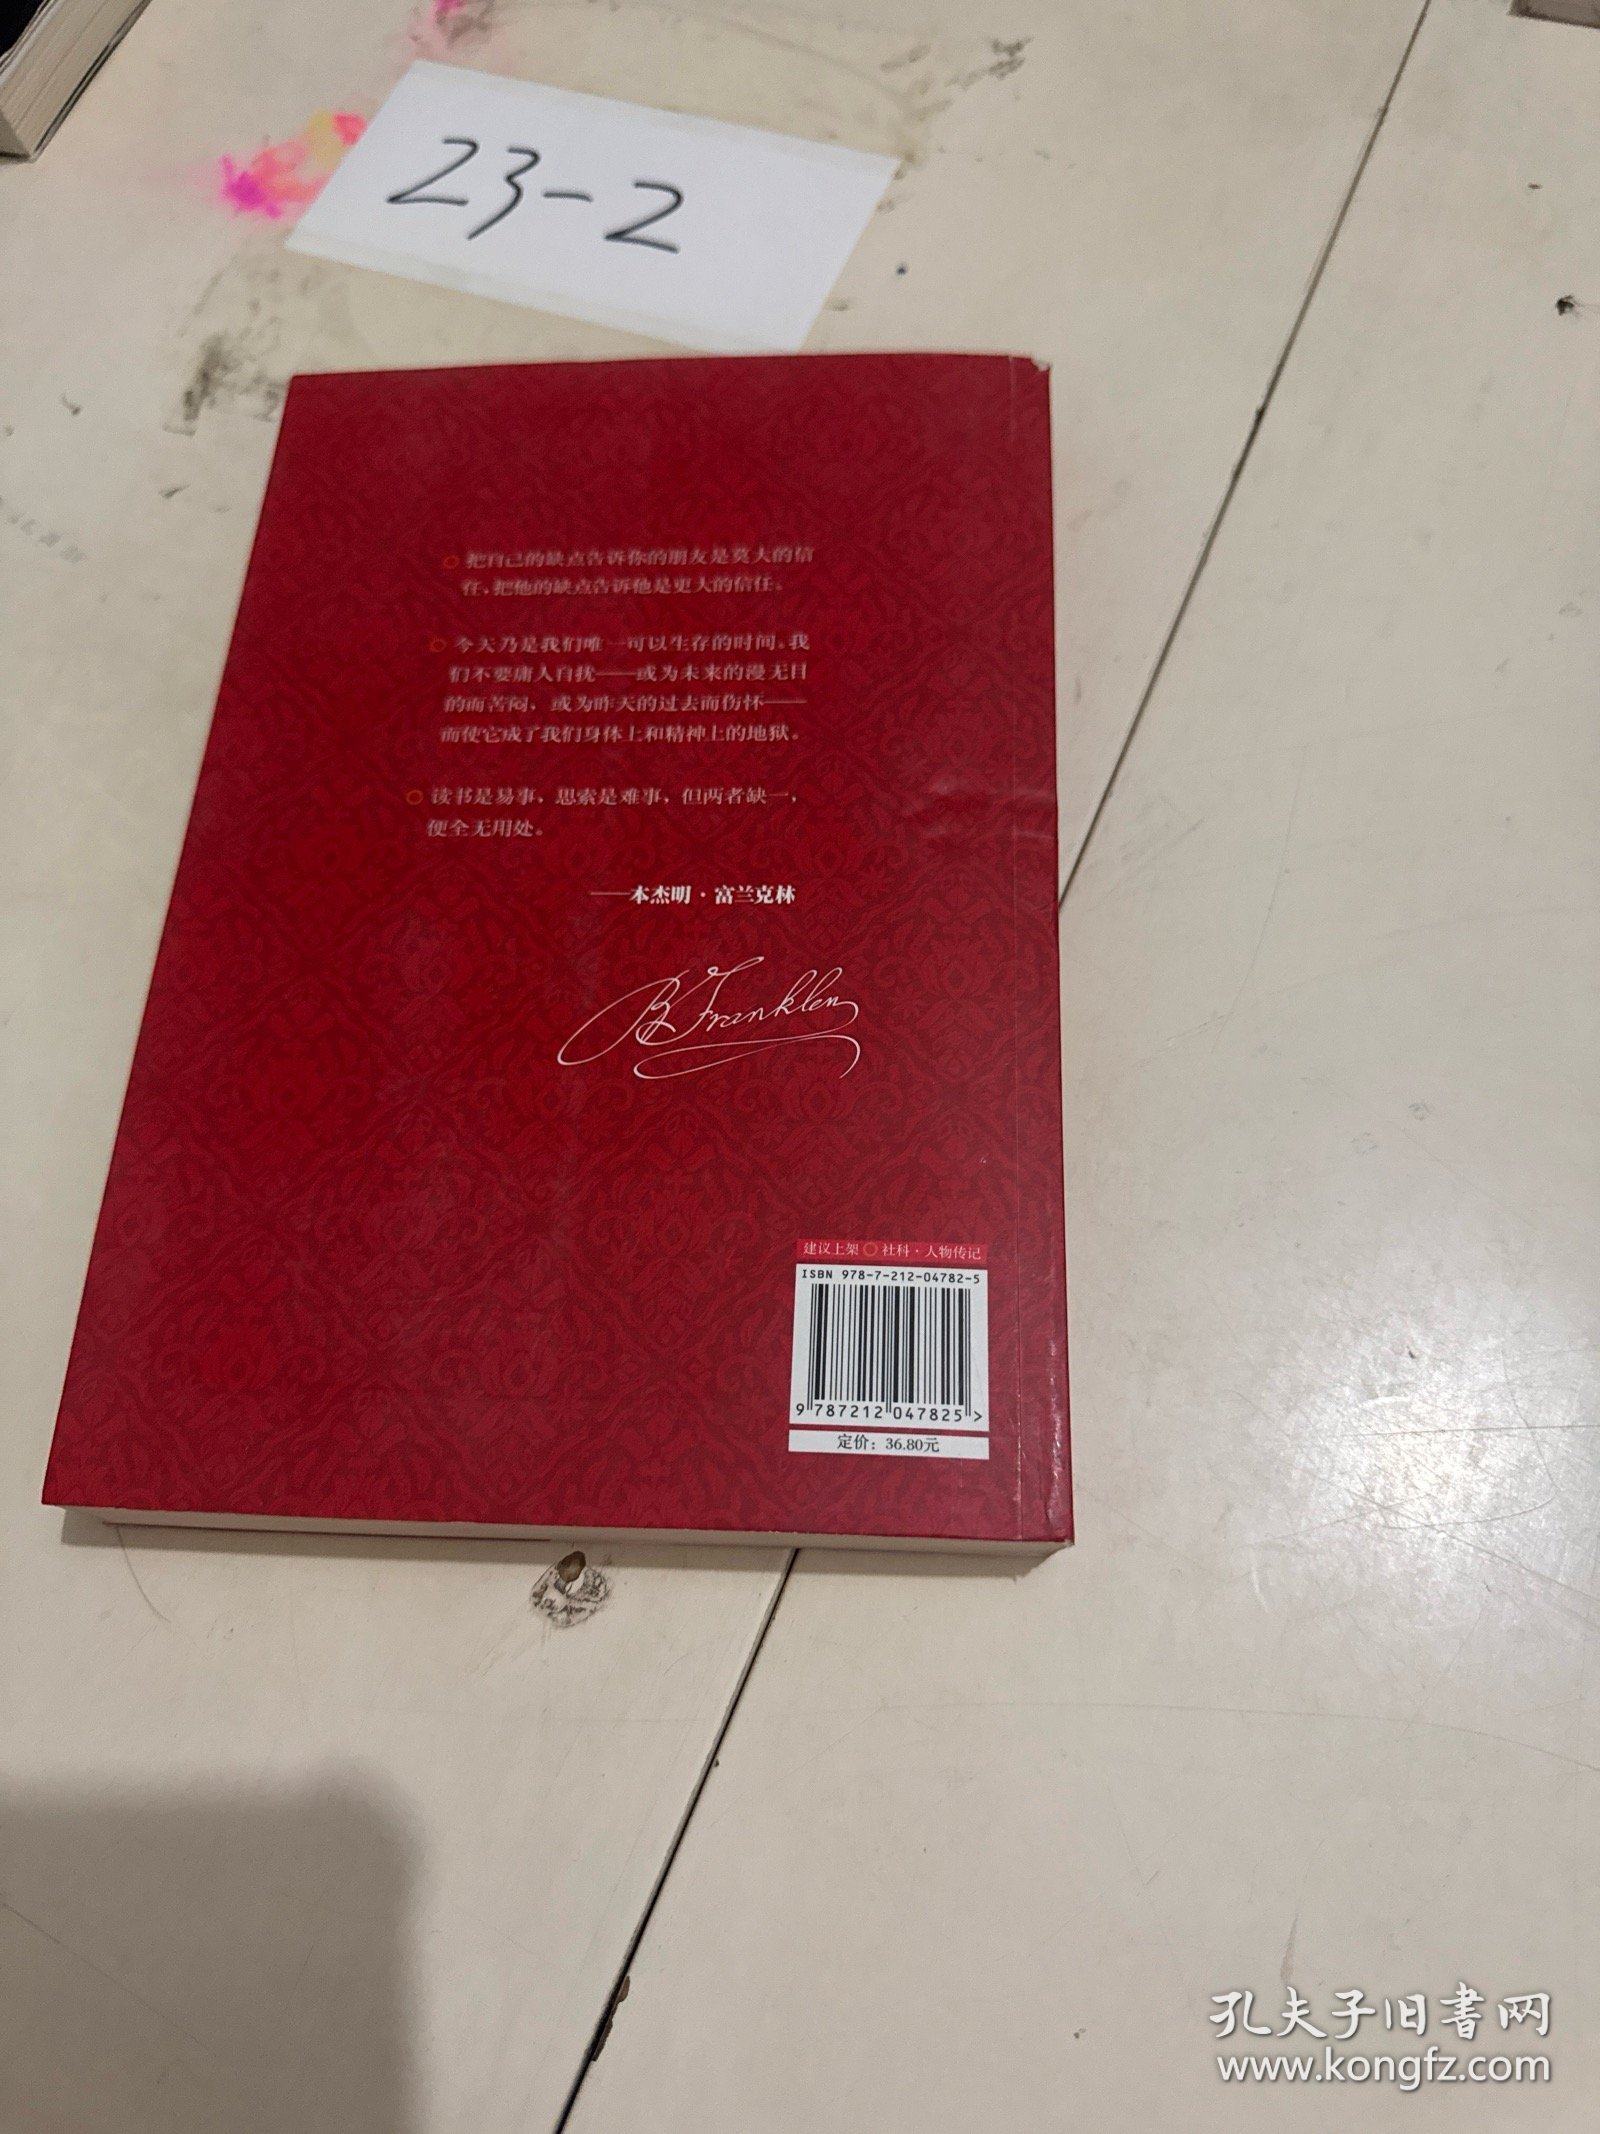 23-2
把自己的缺点告诉你的朋友是莫大的信
任，把他的缺点告诉他是更大的信任。
今天乃是我们唯一可以生存的时间。我
们不要庸人自扰——或为未来的漫无目
的而苦闷，或为昨天的过去而伤怀——
而使它成了我们身体上和精神上的地狱。
读书是易事，思索是难事，但两者缺一，
便全无用处。
——本杰明·富兰克林
B Franklin
建议上架 社科·人物传记
ISBN 978-7-212-04782-5
9 787212 047825 >
定价：36.80元
孔夫子旧書网
www.kongfz.com